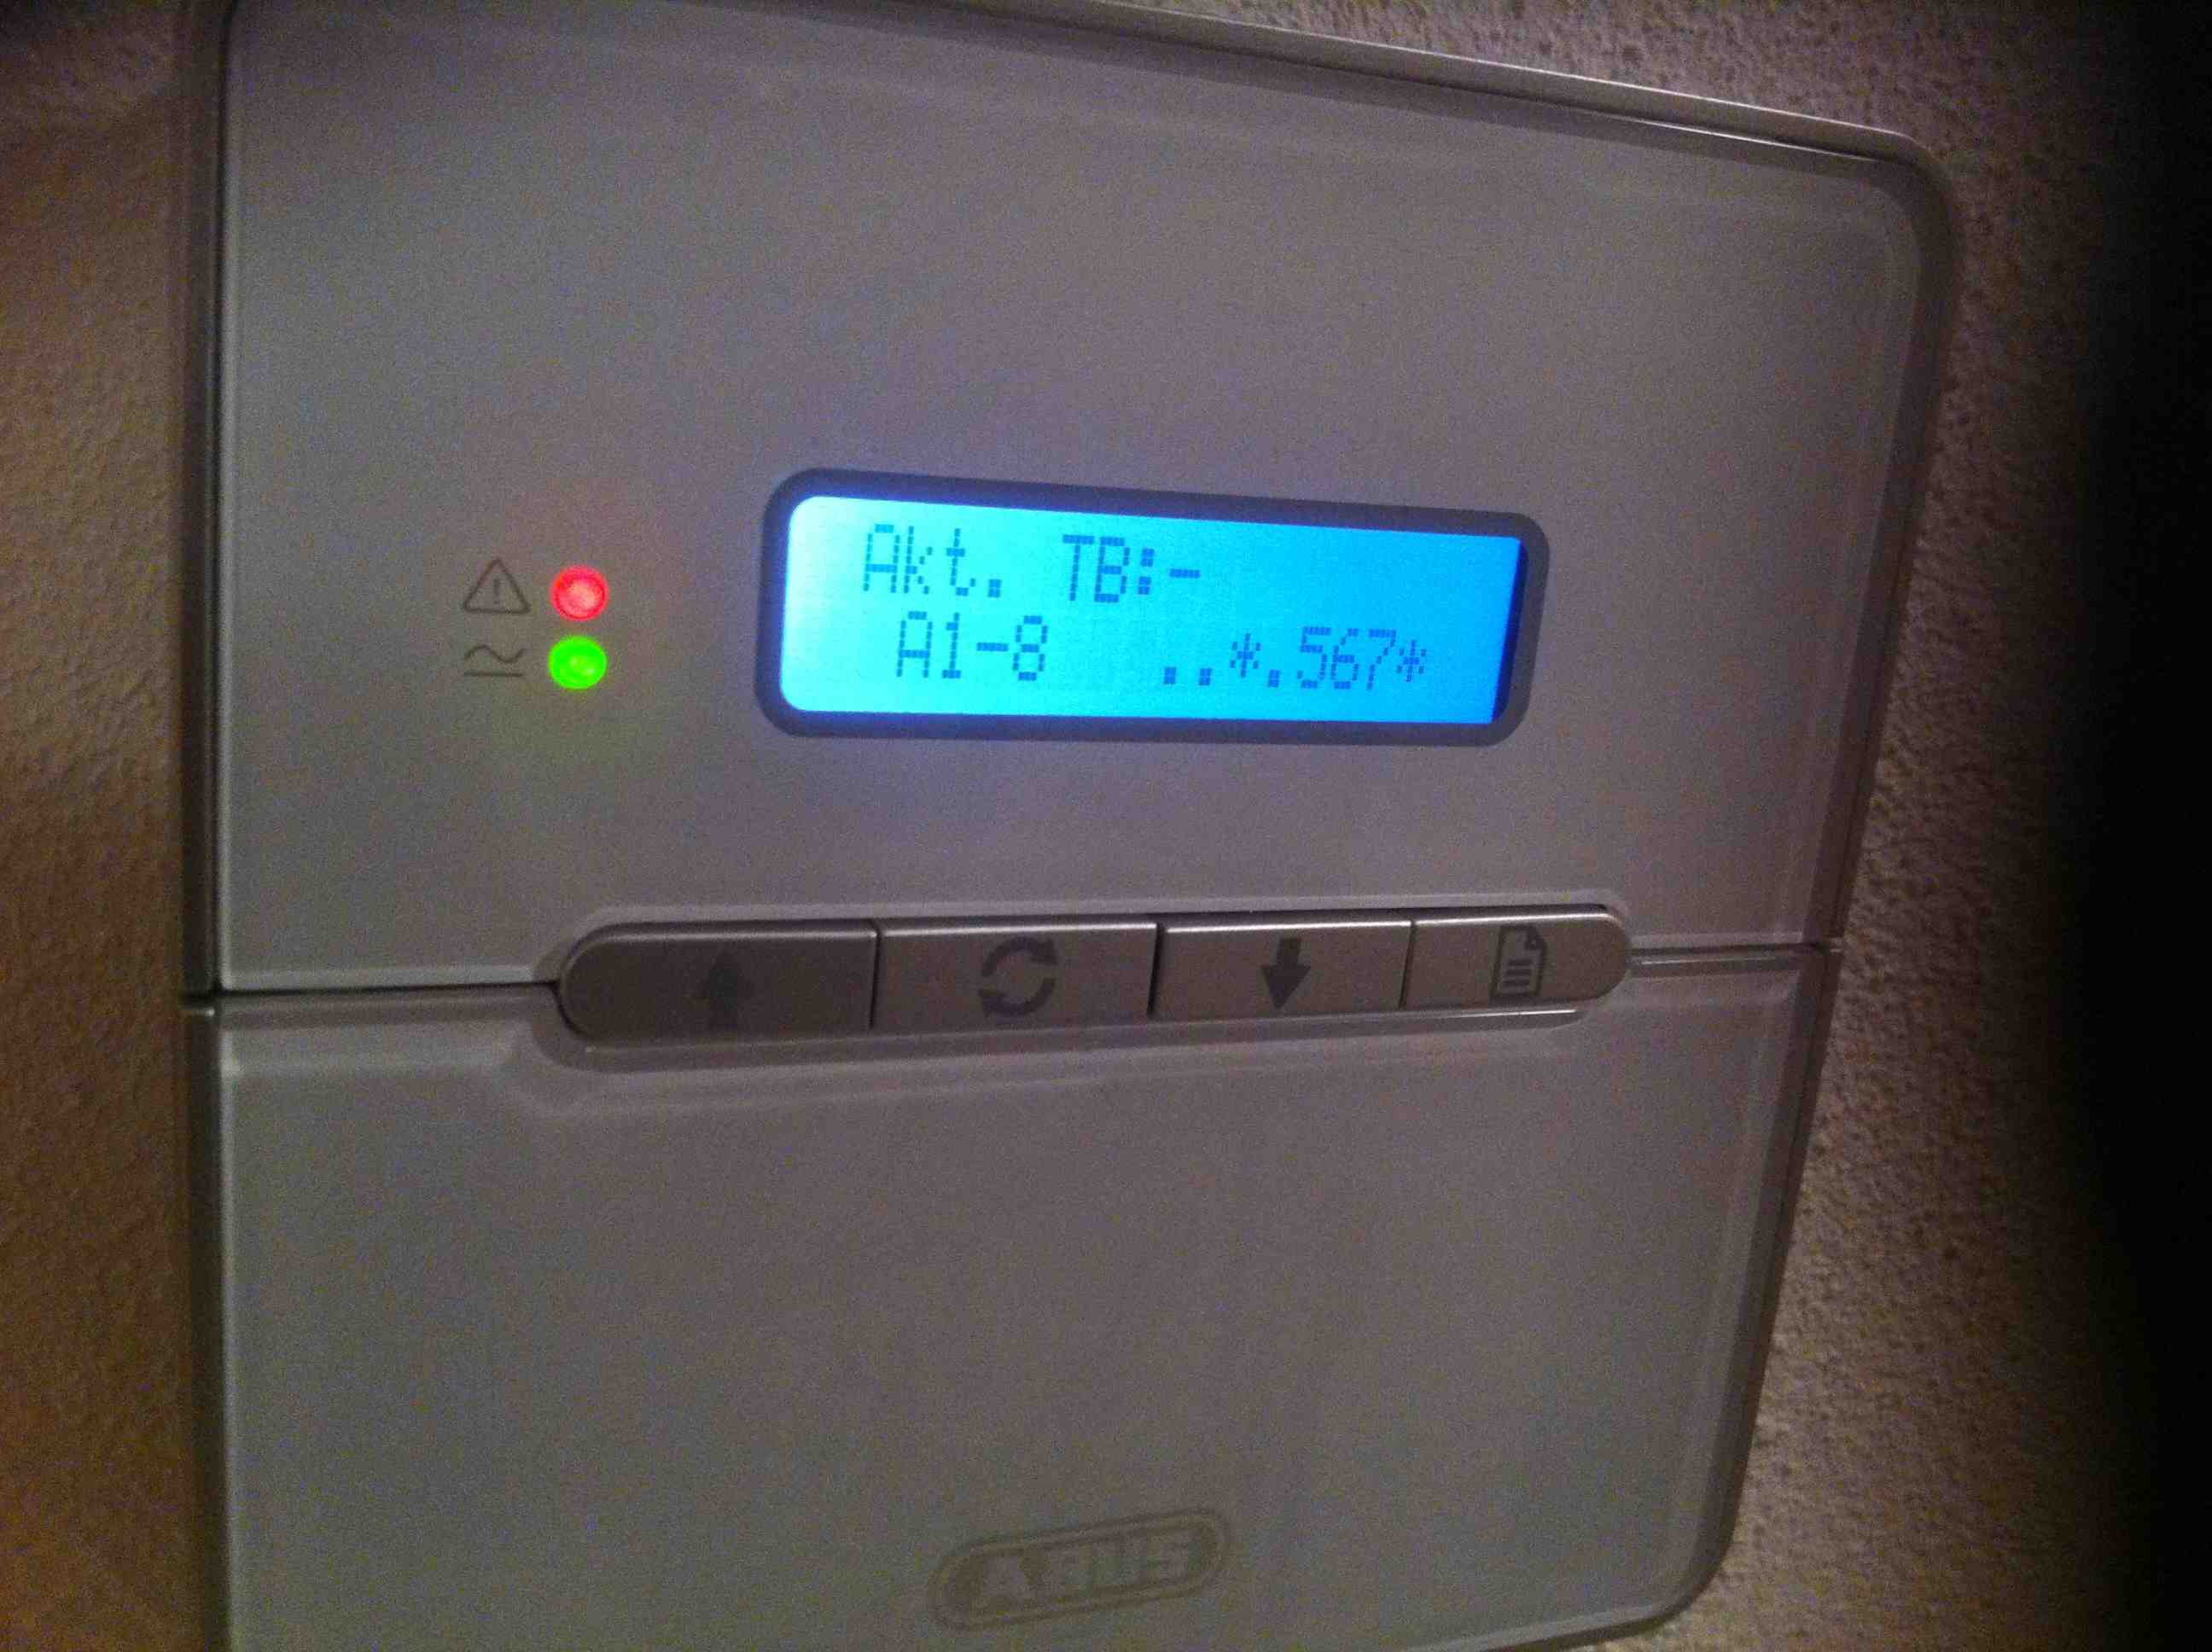 Akt. TB:-
A1-8 ..*.567*
ABUS